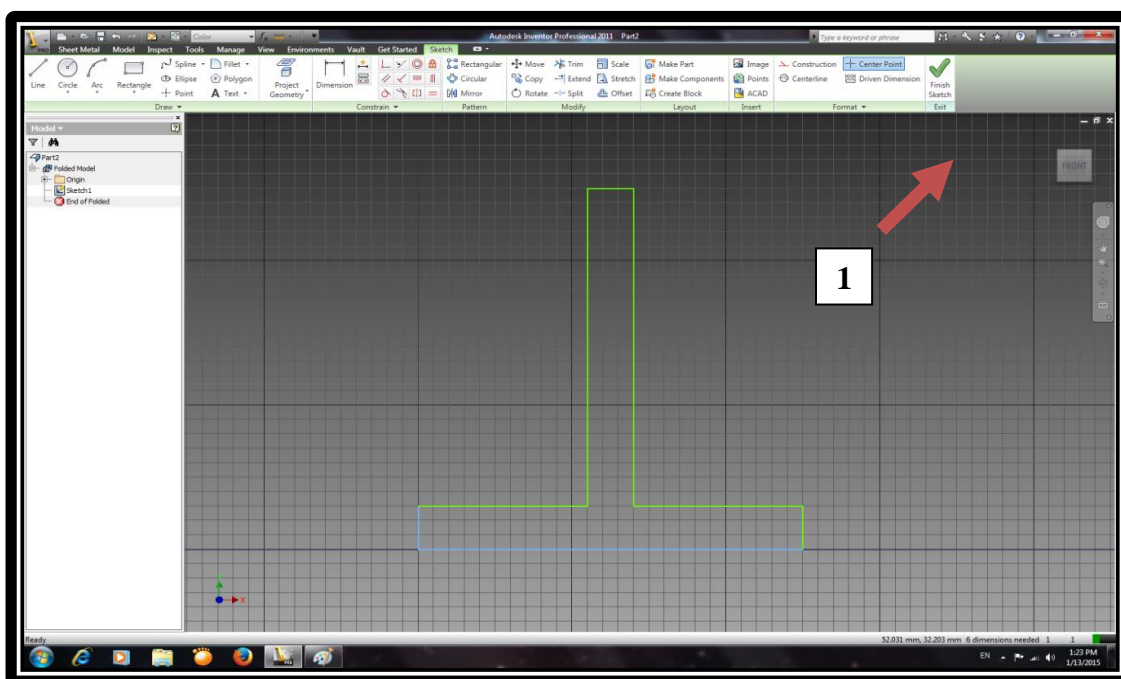 Color
Autodesk Inventor Professional 2011 Part2
Type a keyword or phrase
PRO Sheet Metal Model Inspect Tools Manage View Environments Vault Get Started Sketch
Spline Fillet Rectangular Move Trim Scale Make Part Image Construction Center Point
Ellipse Polygon Circular Copy Extend Stretch Make Components Points Centerline Driven Dimension
Line Circle Arc Rectangle Project Geometry Dimension Finish Sketch
Point A Text Mirror Rotate Split Offset Create Block ACAD
Draw Constrain Pattern Modify Layout Insert Format Exit
Model
Part2
Folded Model
Origin
Sketch1
End of Folded
FRONT
1
X
Ready
52.031 mm, 32.203 mm 6 dimensions needed 1 1
EN
1:23 PM
1/13/2015